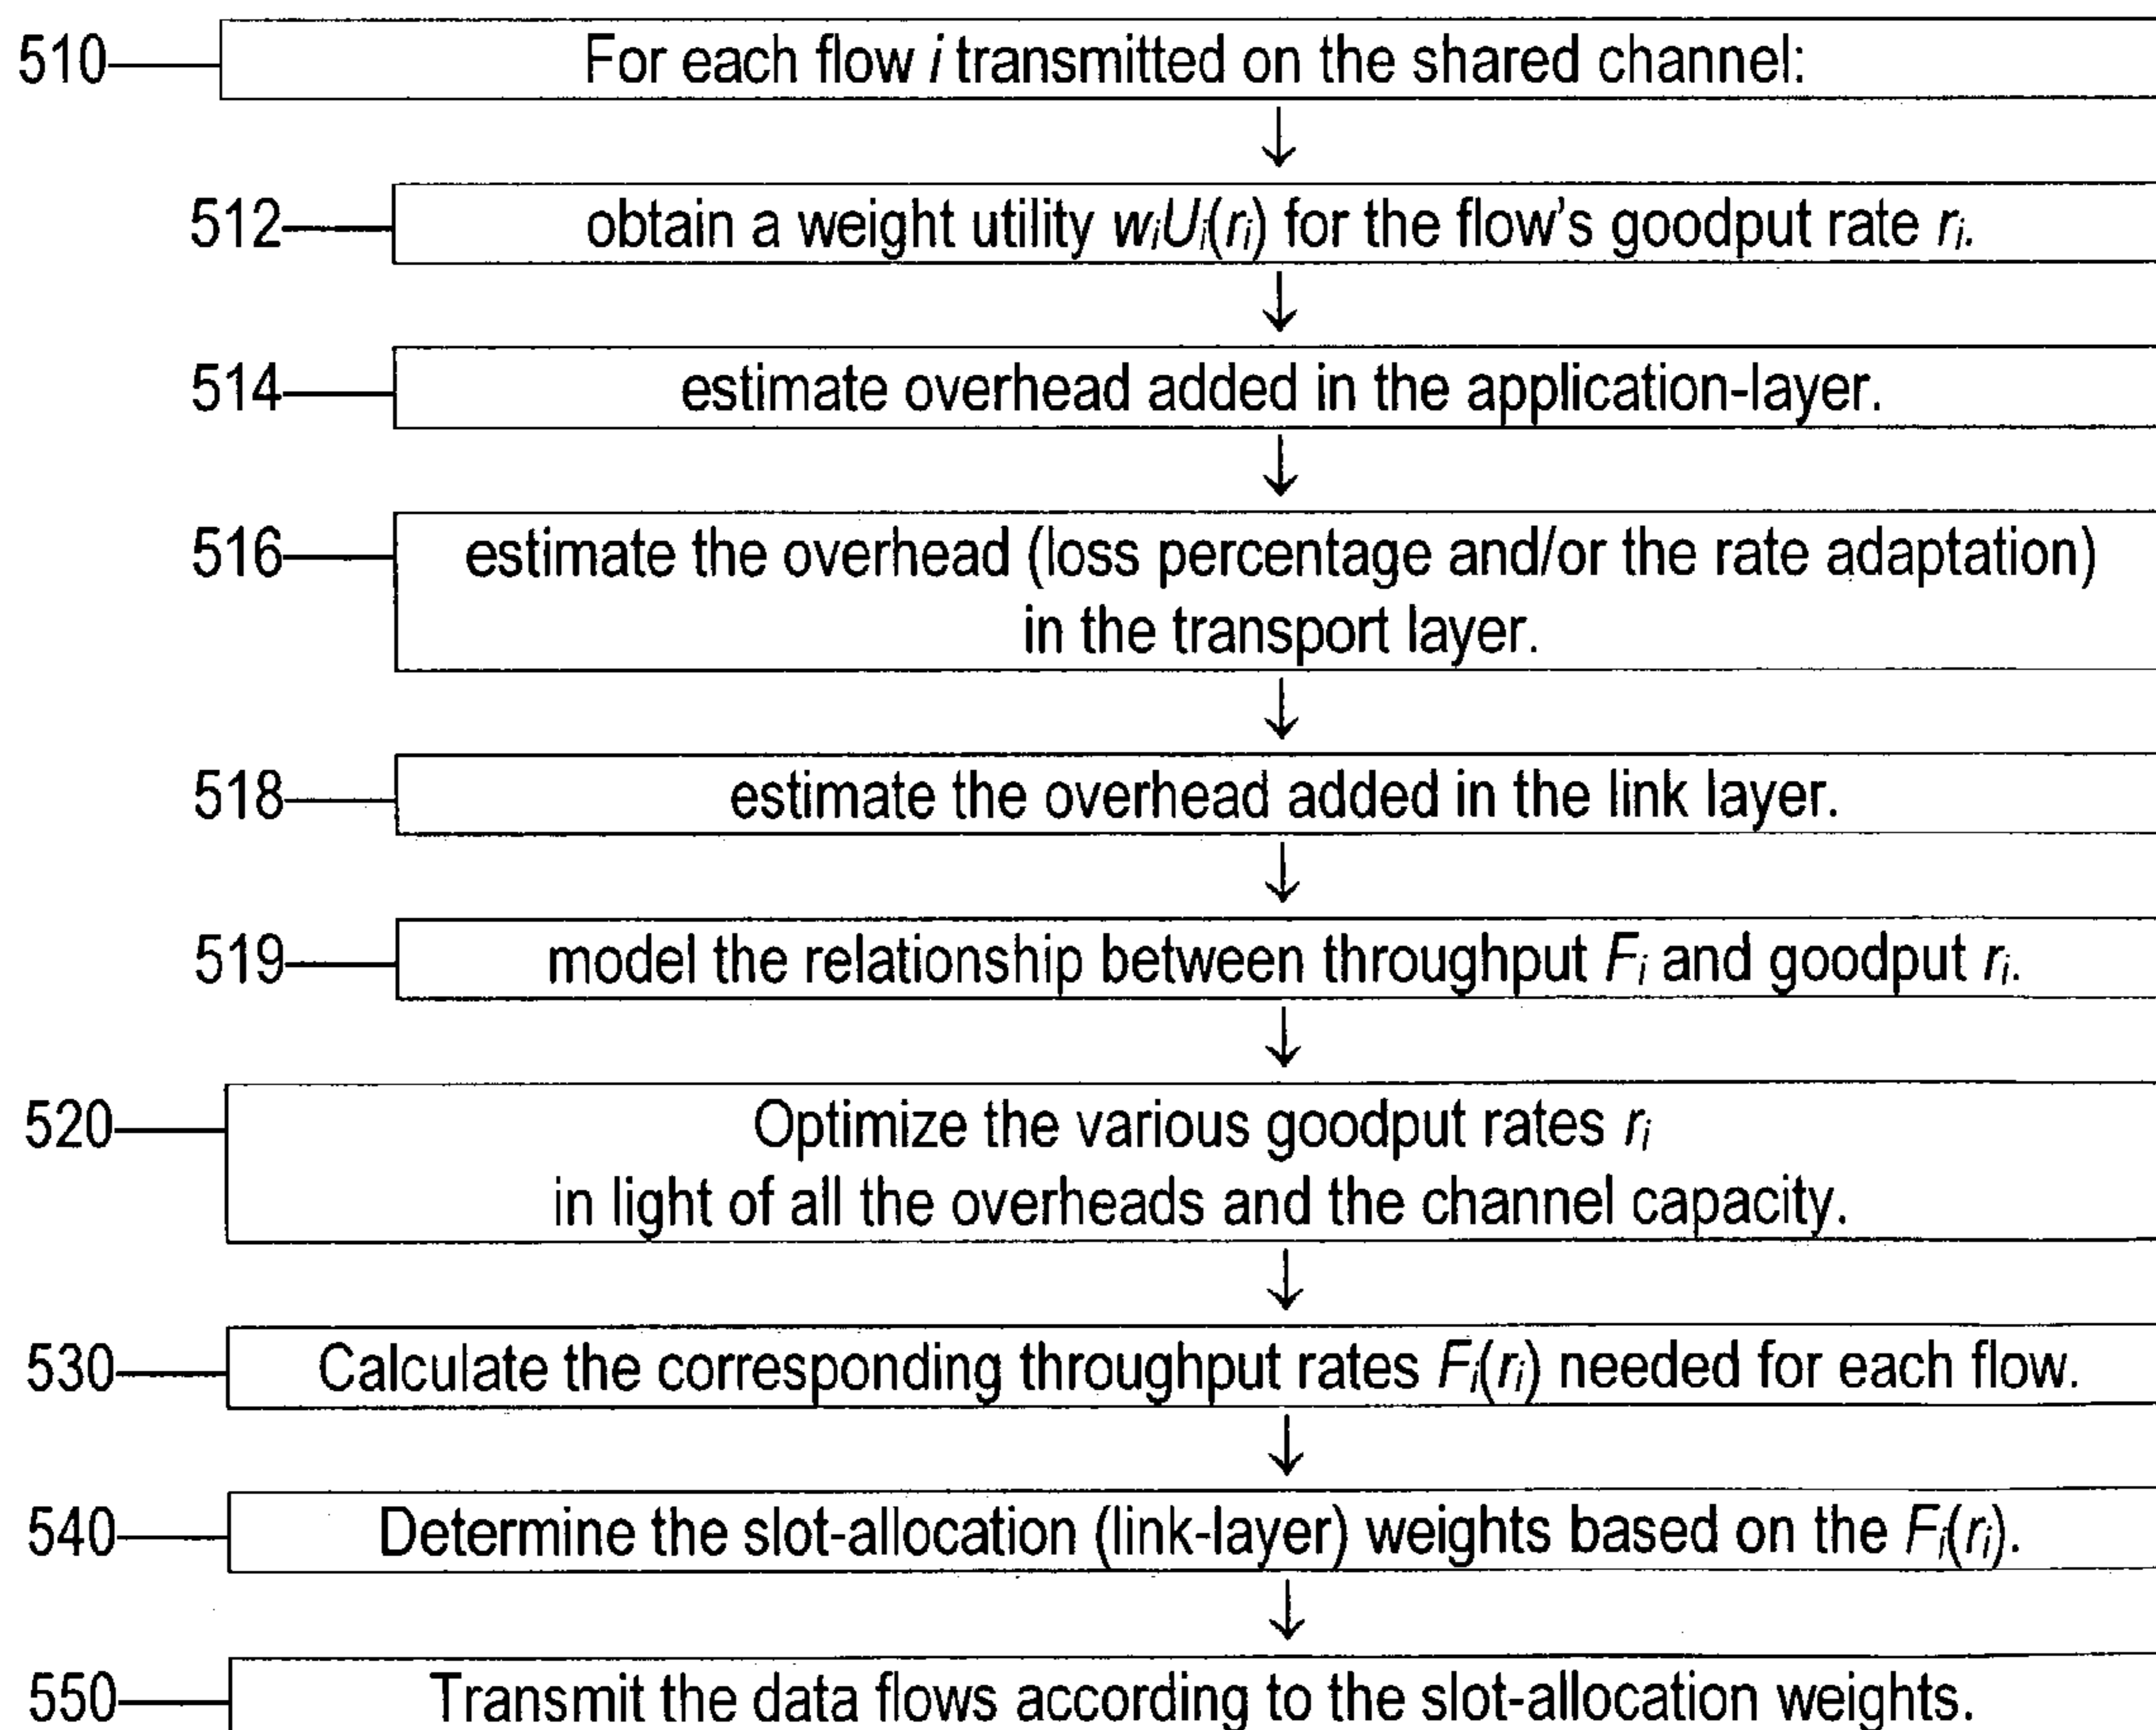 510 For each flow i transmitted on the shared channel:
512 obtain a weight utility wᵢUᵢ(rᵢ) for the flow's goodput rate rᵢ.
514 estimate overhead added in the application-layer.
516 estimate the overhead (loss percentage and/or the rate adaptation)
in the transport layer.
518 estimate the overhead added in the link layer.
519 model the relationship between throughput Fᵢ and goodput rᵢ.
520 Optimize the various goodput rates rᵢ
in light of all the overheads and the channel capacity.
530 Calculate the corresponding throughput rates Fᵢ(rᵢ) needed for each flow.
540 Determine the slot-allocation (link-layer) weights based on the Fᵢ(rᵢ).
550 Transmit the data flows according to the slot-allocation weights.